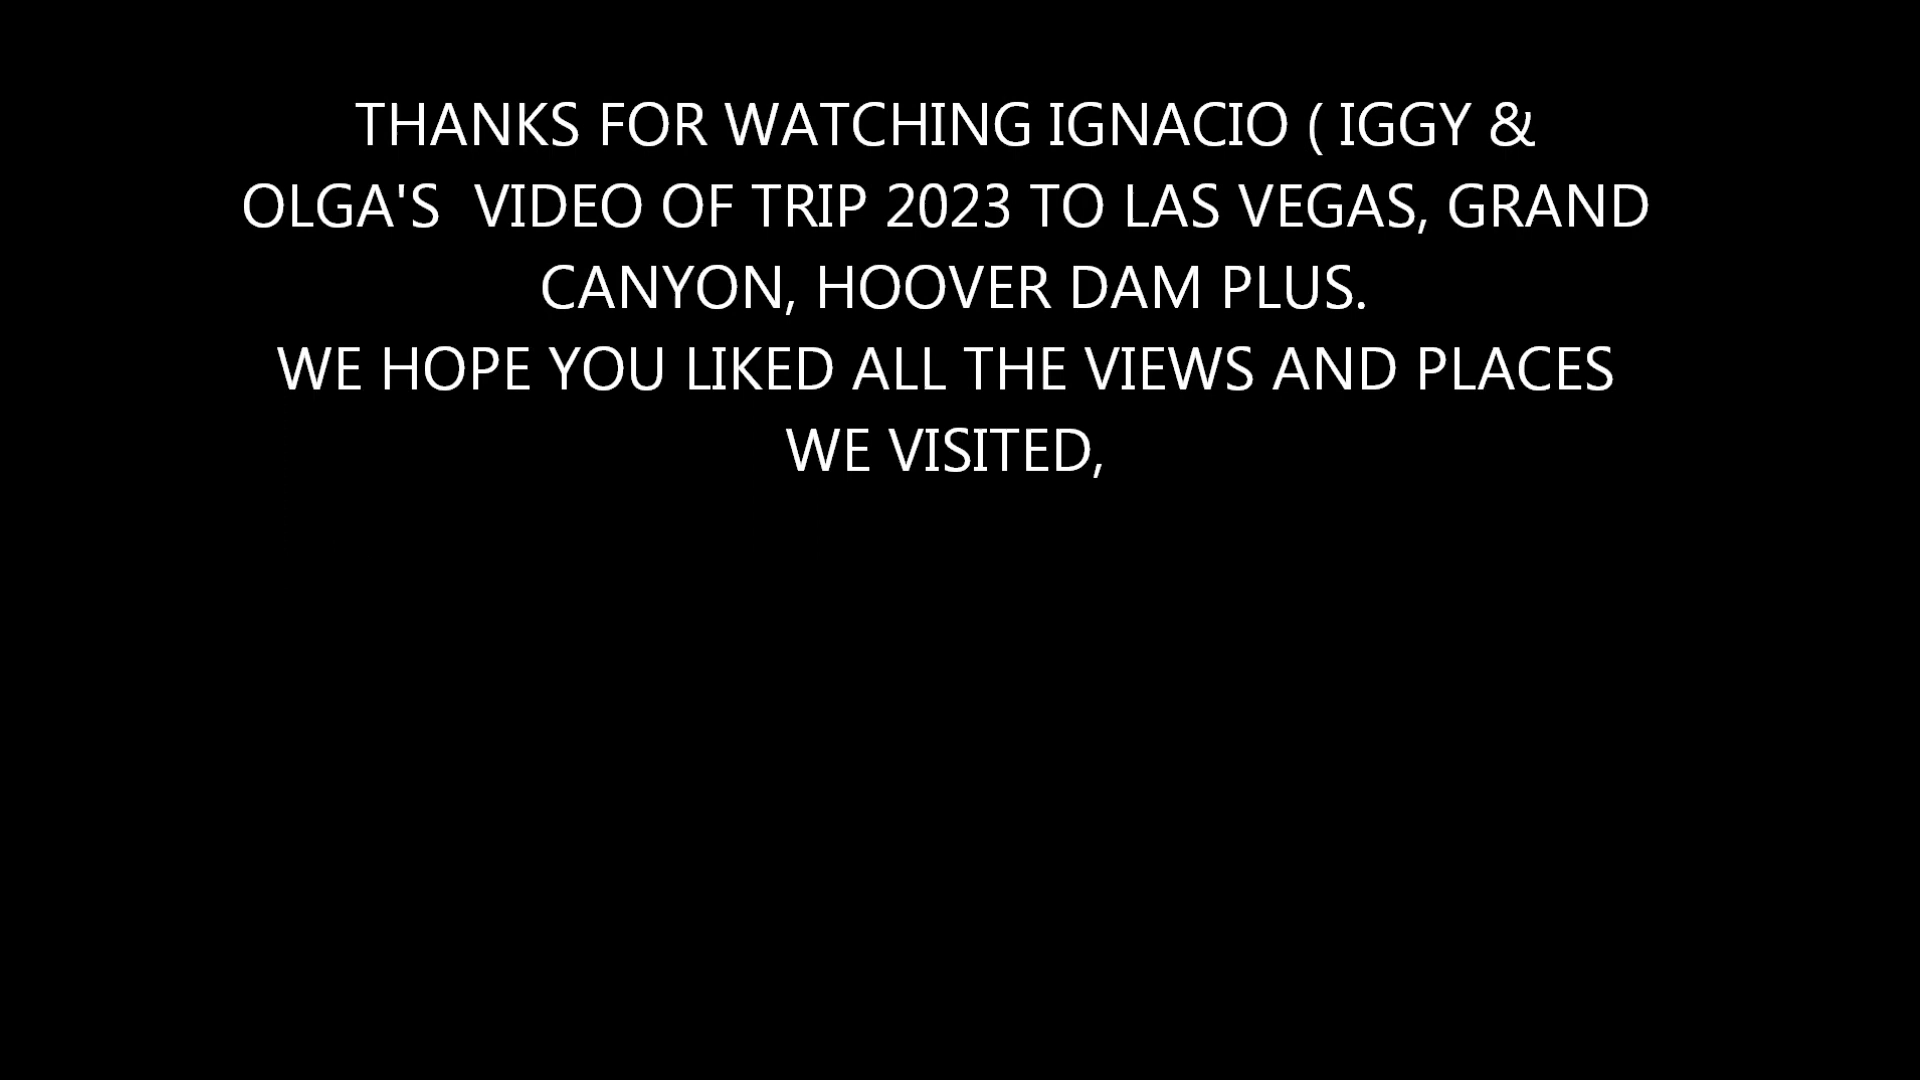 THANKS FOR WATCHING IGNACIO ( IGGY &
OLGA'S  VIDEO OF TRIP 2023 TO LAS VEGAS, GRAND
CANYON, HOOVER DAM PLUS.
WE HOPE YOU LIKED ALL THE VIEWS AND PLACES
WE VISITED,